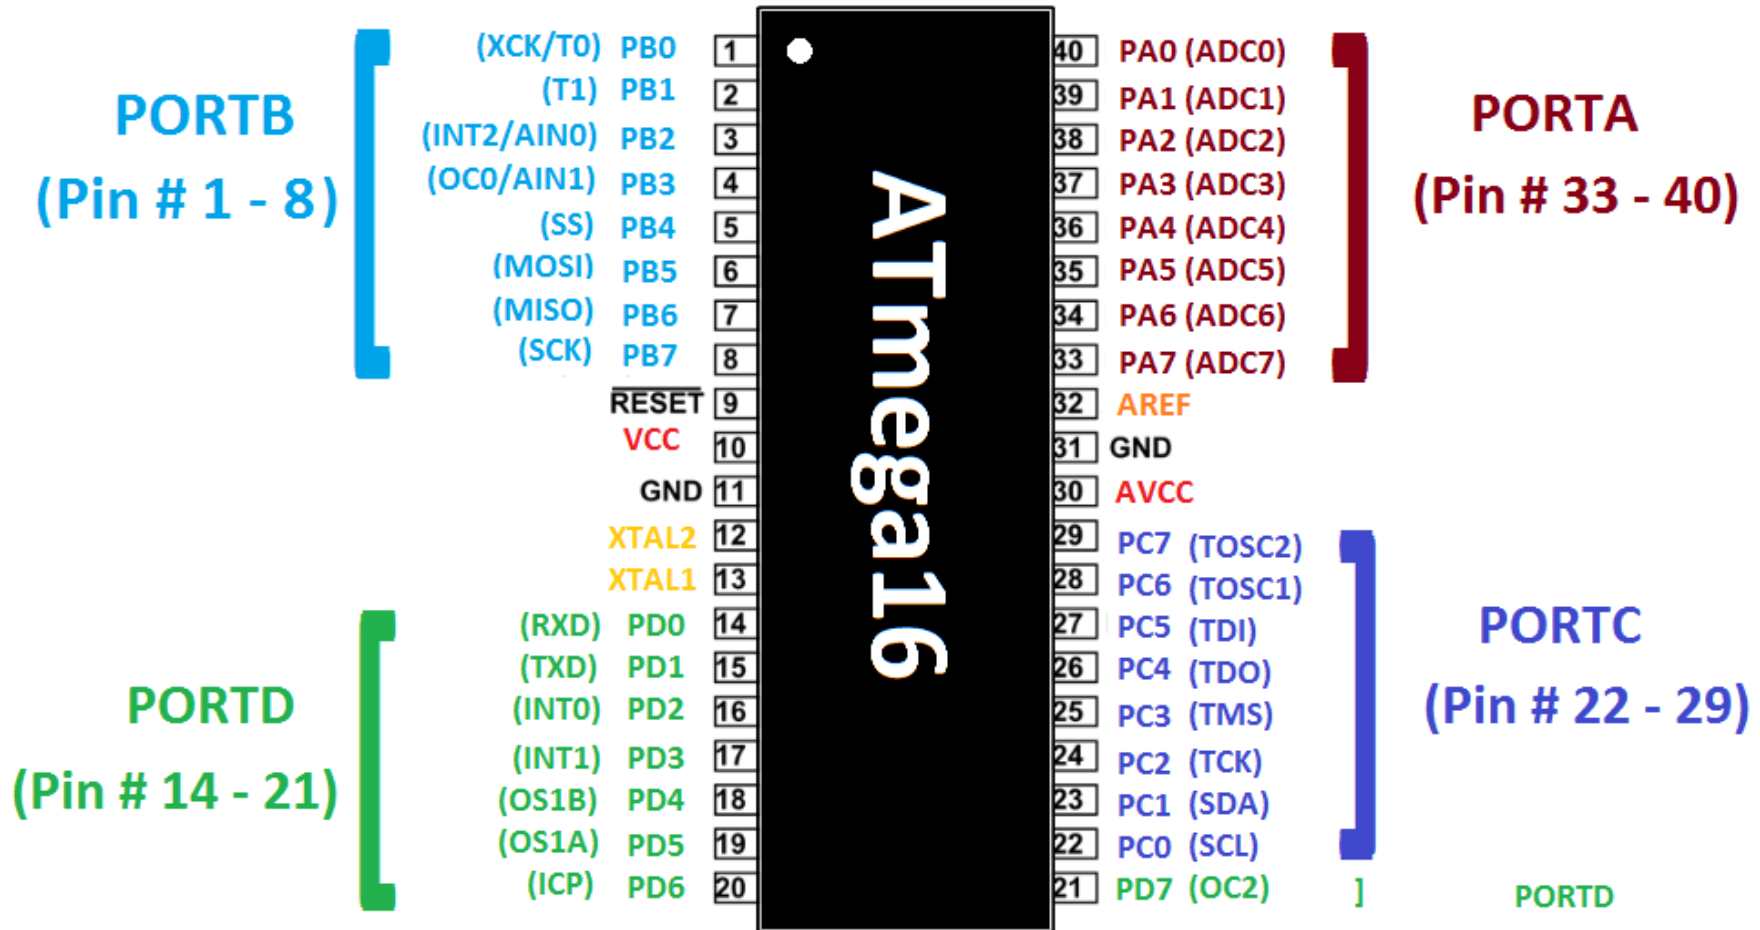 PORTB
(Pin # 1 - 8)
(XCK/T0) PB0 1
(T1) PB1 2
(INT2/AIN0) PB2 3
(OC0/AIN1) PB3 4
(SS) PB4 5
(MOSI) PB5 6
(MISO) PB6 7
(SCK) PB7 8
RESET 9
VCC 10
GND 11
XTAL2 12
XTAL1 13
PORTD
(Pin # 14 - 21)
(RXD) PD0 14
(TXD) PD1 15
(INT0) PD2 16
(INT1) PD3 17
(OS1B) PD4 18
(OS1A) PD5 19
(ICP) PD6 20
ATmega16
40 PA0 (ADC0)
39 PA1 (ADC1)
38 PA2 (ADC2)
37 PA3 (ADC3)
36 PA4 (ADC4)
35 PA5 (ADC5)
34 PA6 (ADC6)
33 PA7 (ADC7)
PORTA
(Pin # 33 - 40)
32 AREF
31 GND
30 AVCC
29 PC7 (TOSC2)
28 PC6 (TOSC1)
27 PC5 (TDI)
26 PC4 (TDO)
25 PC3 (TMS)
24 PC2 (TCK)
23 PC1 (SDA)
22 PC0 (SCL)
PORTC
(Pin # 22 - 29)
21 PD7 (OC2) ] PORTD